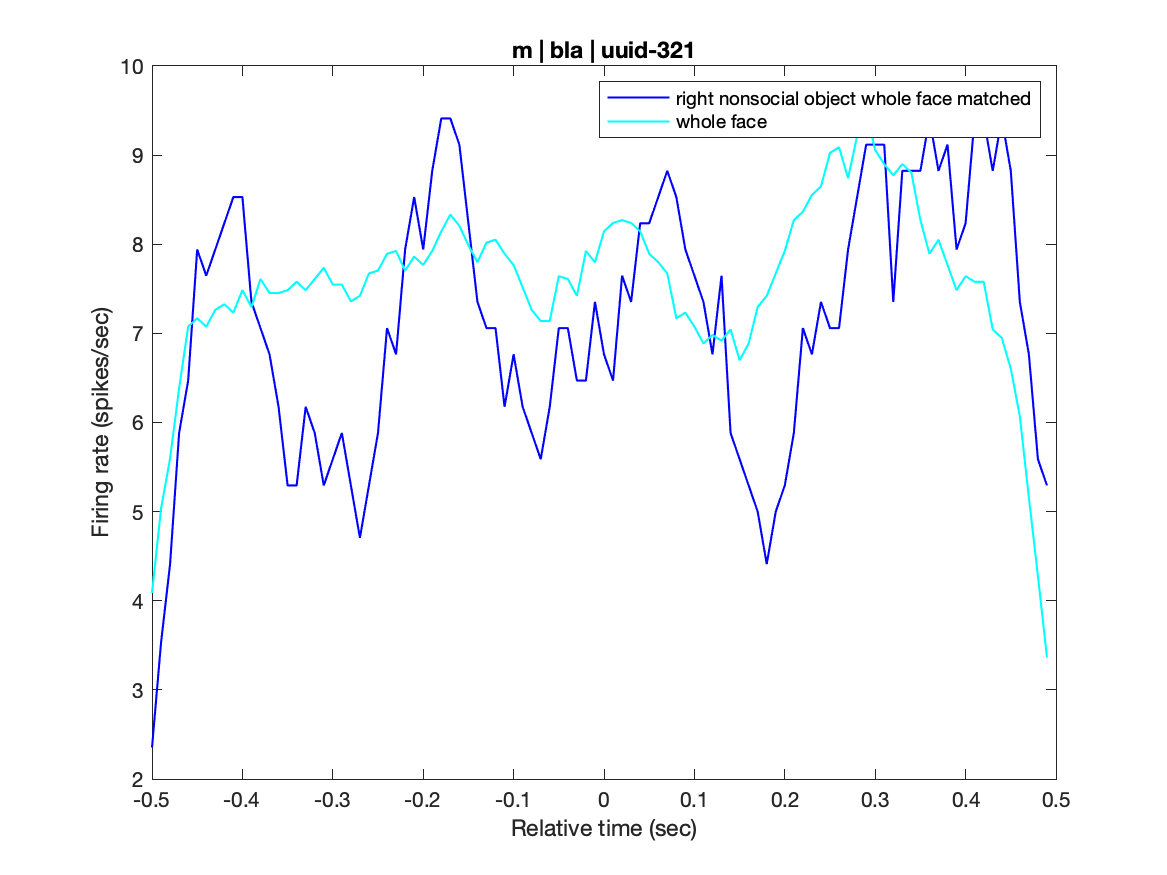 m | bla | uuid-321
right nonsocial object whole face matched
whole face
10
9
8
7
6
5
4
3
2
Firing rate (spikes/sec)
-0.5 -0.4 -0.3 -0.2 -0.1 0 0.1 0.2 0.3 0.4 0.5
Relative time (sec)